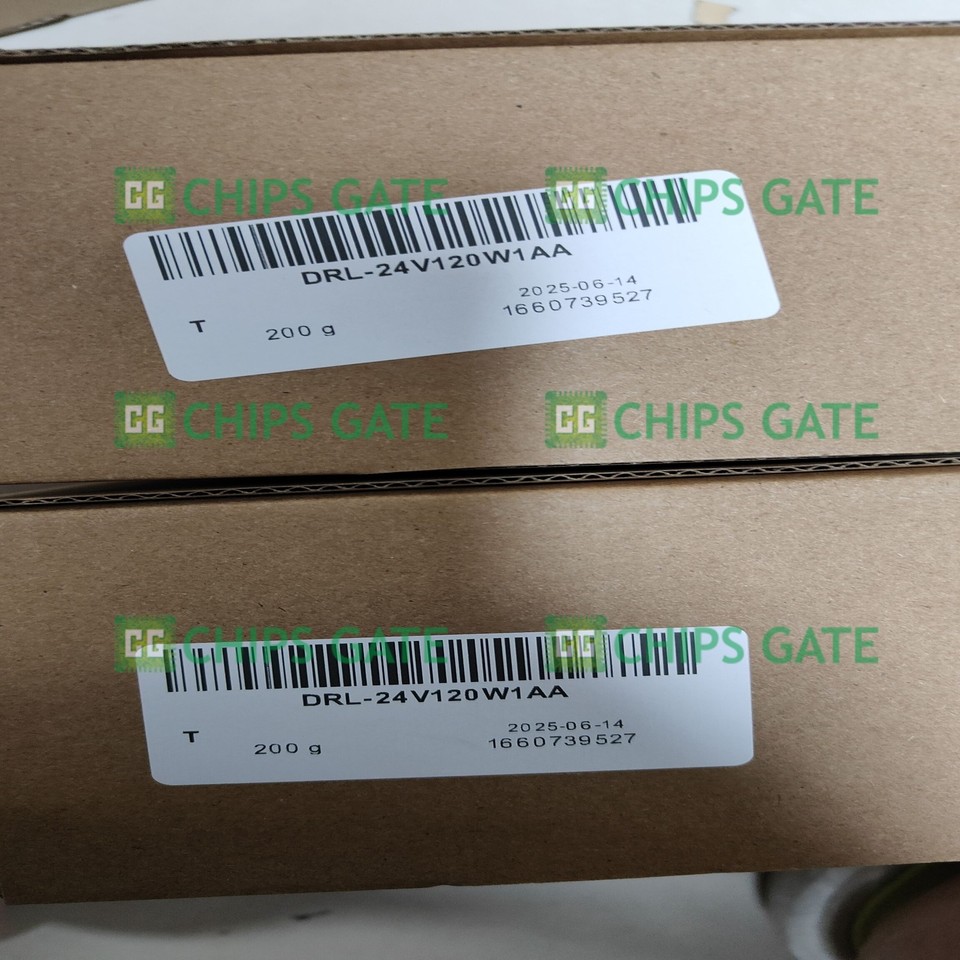 CG CHIPS GATE CG CHIPS GATE
DRL-24V120W1AA
2025-06-14
T 200 g 1660739527
CG CHIPS GATE CG CHIPS GATE
CG CHIPS GATE CG CHIPS GATE
DRL-24V120W1AA
2025-06-14
T 200 g 1660739527